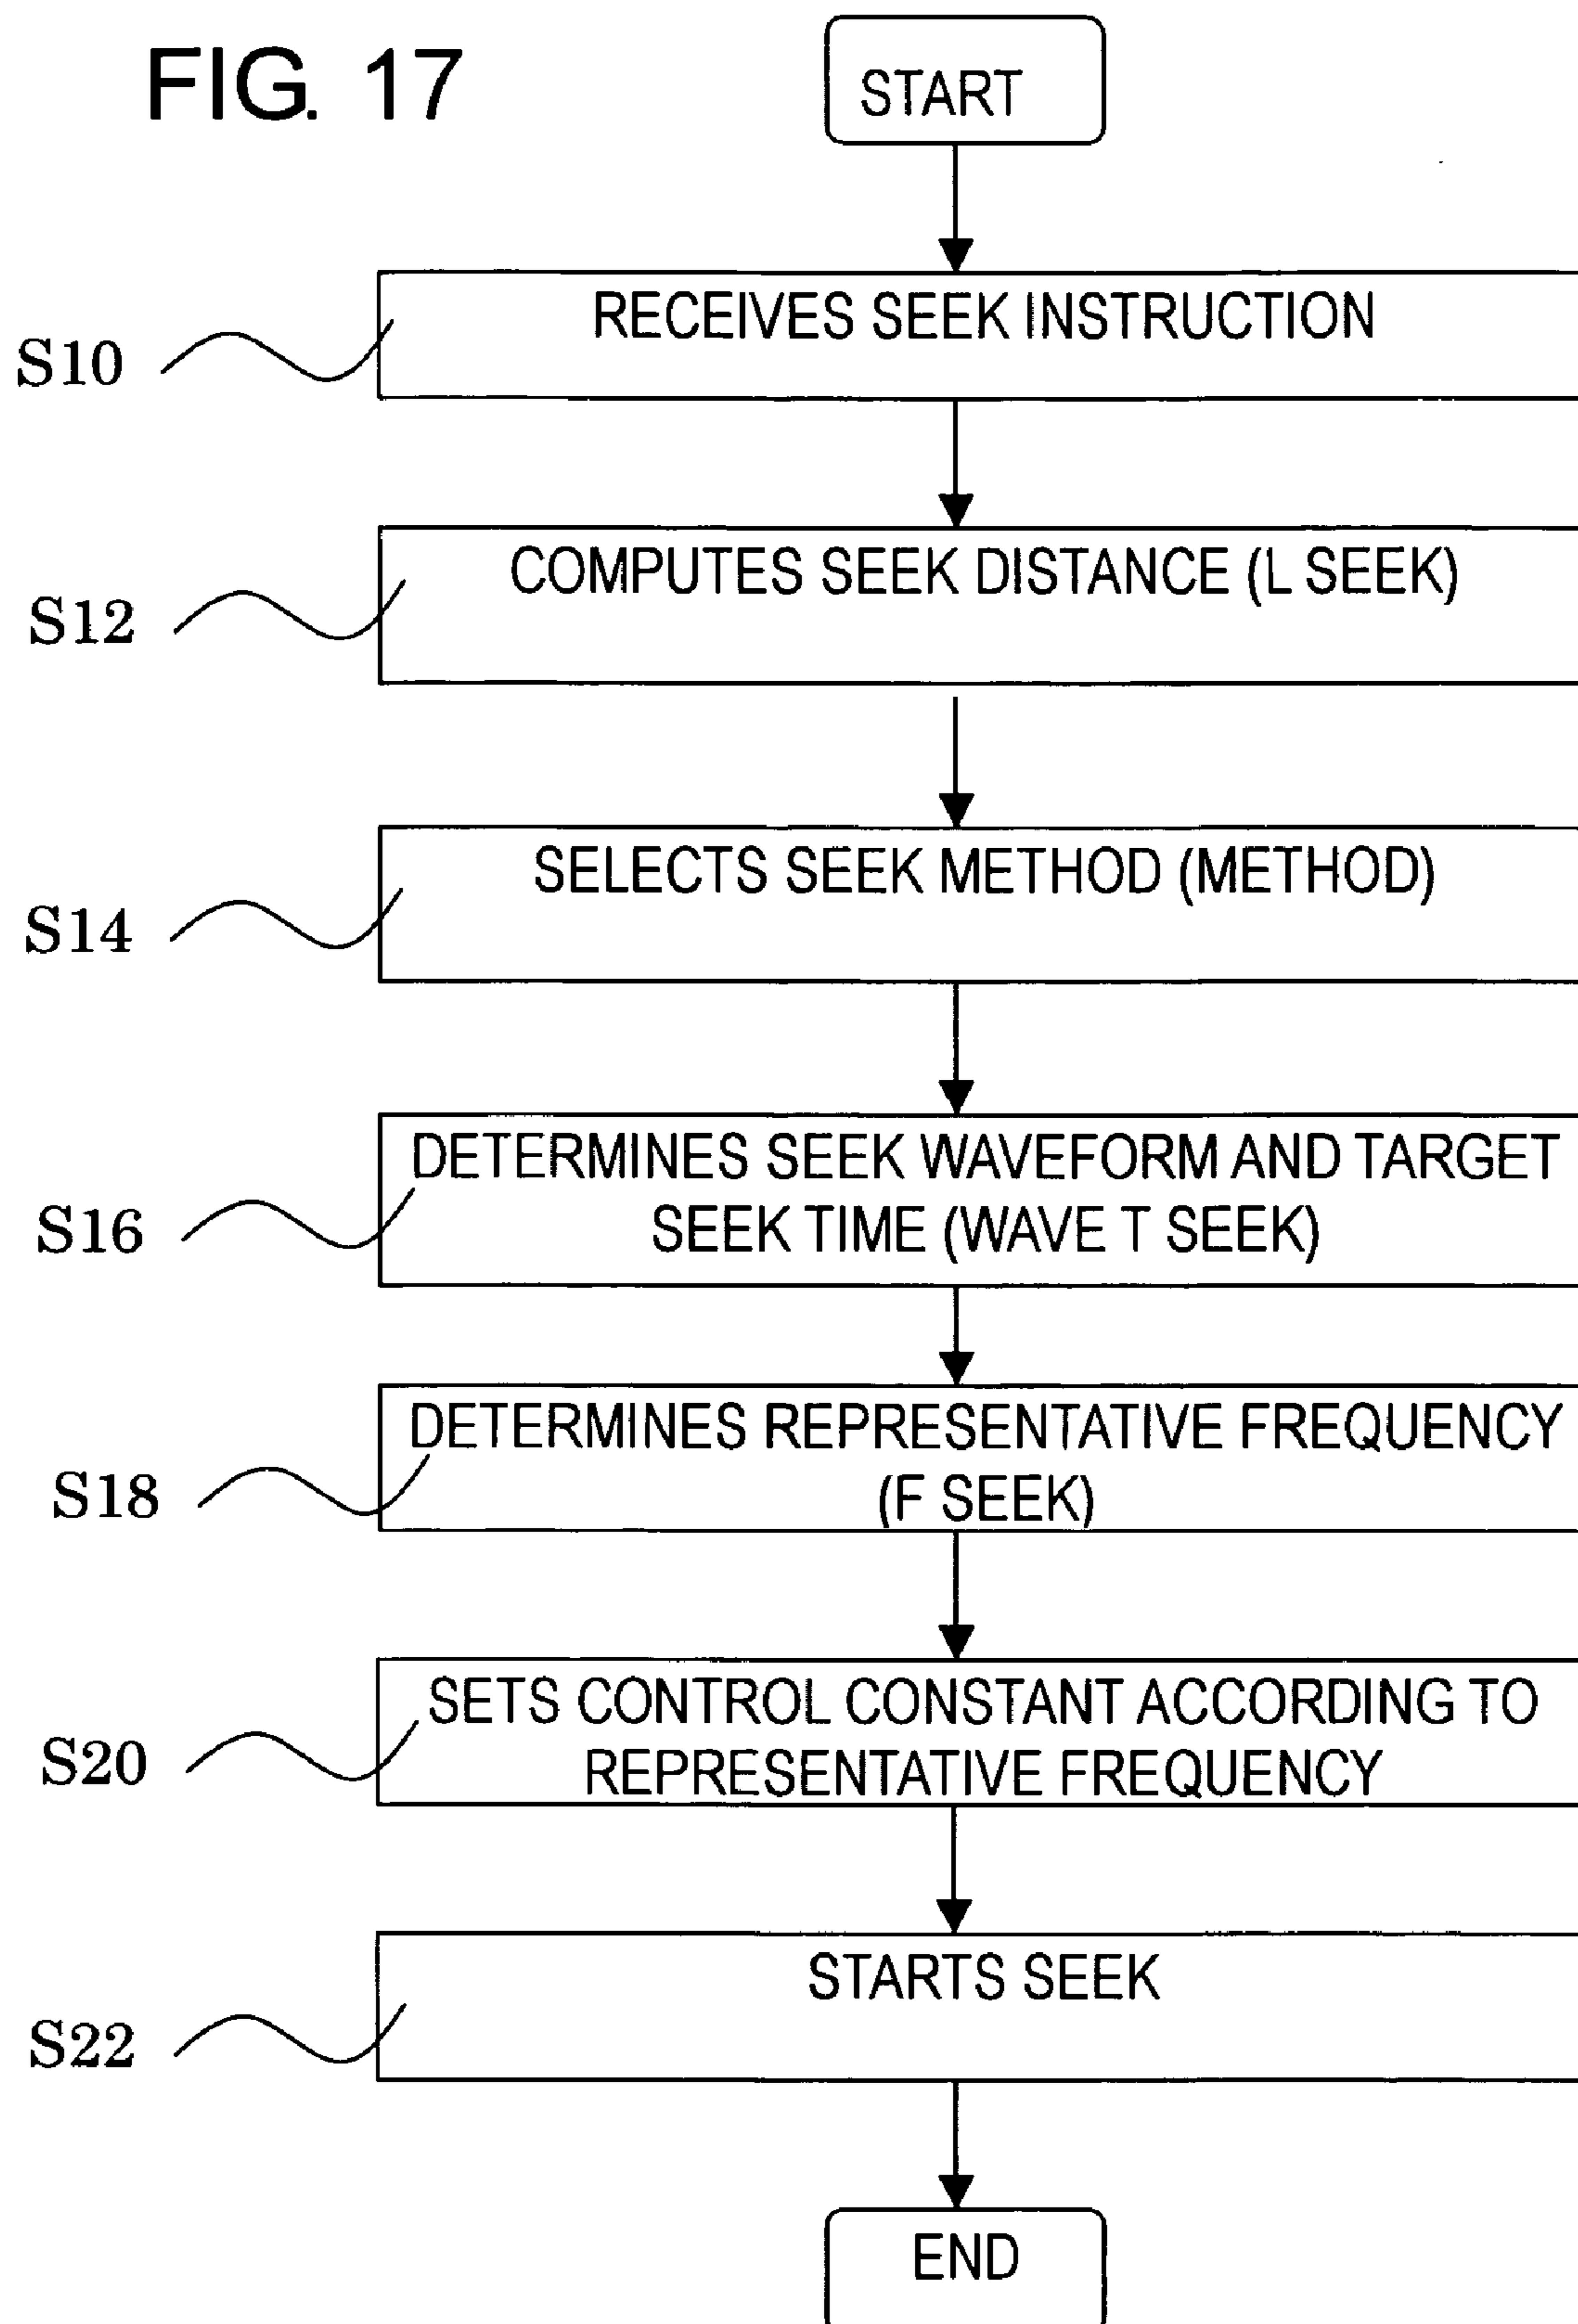 FIG. 17
START
S10
RECEIVES SEEK INSTRUCTION
S12
COMPUTES SEEK DISTANCE (L SEEK)
S14
SELECTS SEEK METHOD (METHOD)
S16
DETERMINES SEEK WAVEFORM AND TARGET
SEEK TIME (WAVE T SEEK)
S18
DETERMINES REPRESENTATIVE FREQUENCY
(F SEEK)
S20
SETS CONTROL CONSTANT ACCORDING TO
REPRESENTATIVE FREQUENCY
S22
STARTS SEEK
END